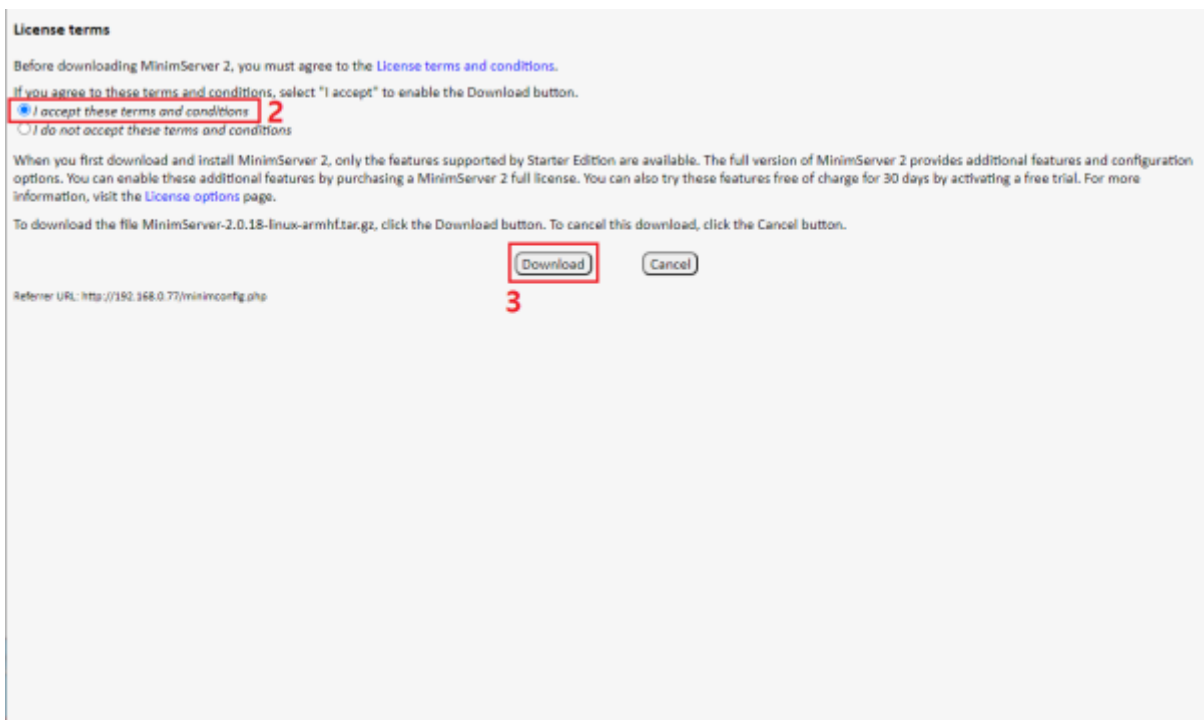 License terms
Before downloading MinimServer 2, you must agree to the License terms and conditions.
If you agree to these terms and conditions, select "I accept" to enable the Download button.
I accept these terms and conditions 2
I do not accept these terms and conditions
When you first download and install MinimServer 2, only the features supported by Starter Edition are available. The full version of MinimServer 2 provides additional features and configuration
options. You can enable these additional features by purchasing a MinimServer 2 full license. You can also try these features free of charge for 30 days by activating a free trial. For more
information, visit the License options page.
To download the file MinimServer-2.0.18-linux-armhf.tar.gz, click the Download button. To cancel this download, click the Cancel button.
Download Cancel
Referrer URL: http://192.168.0.77/minimconfig.php
3